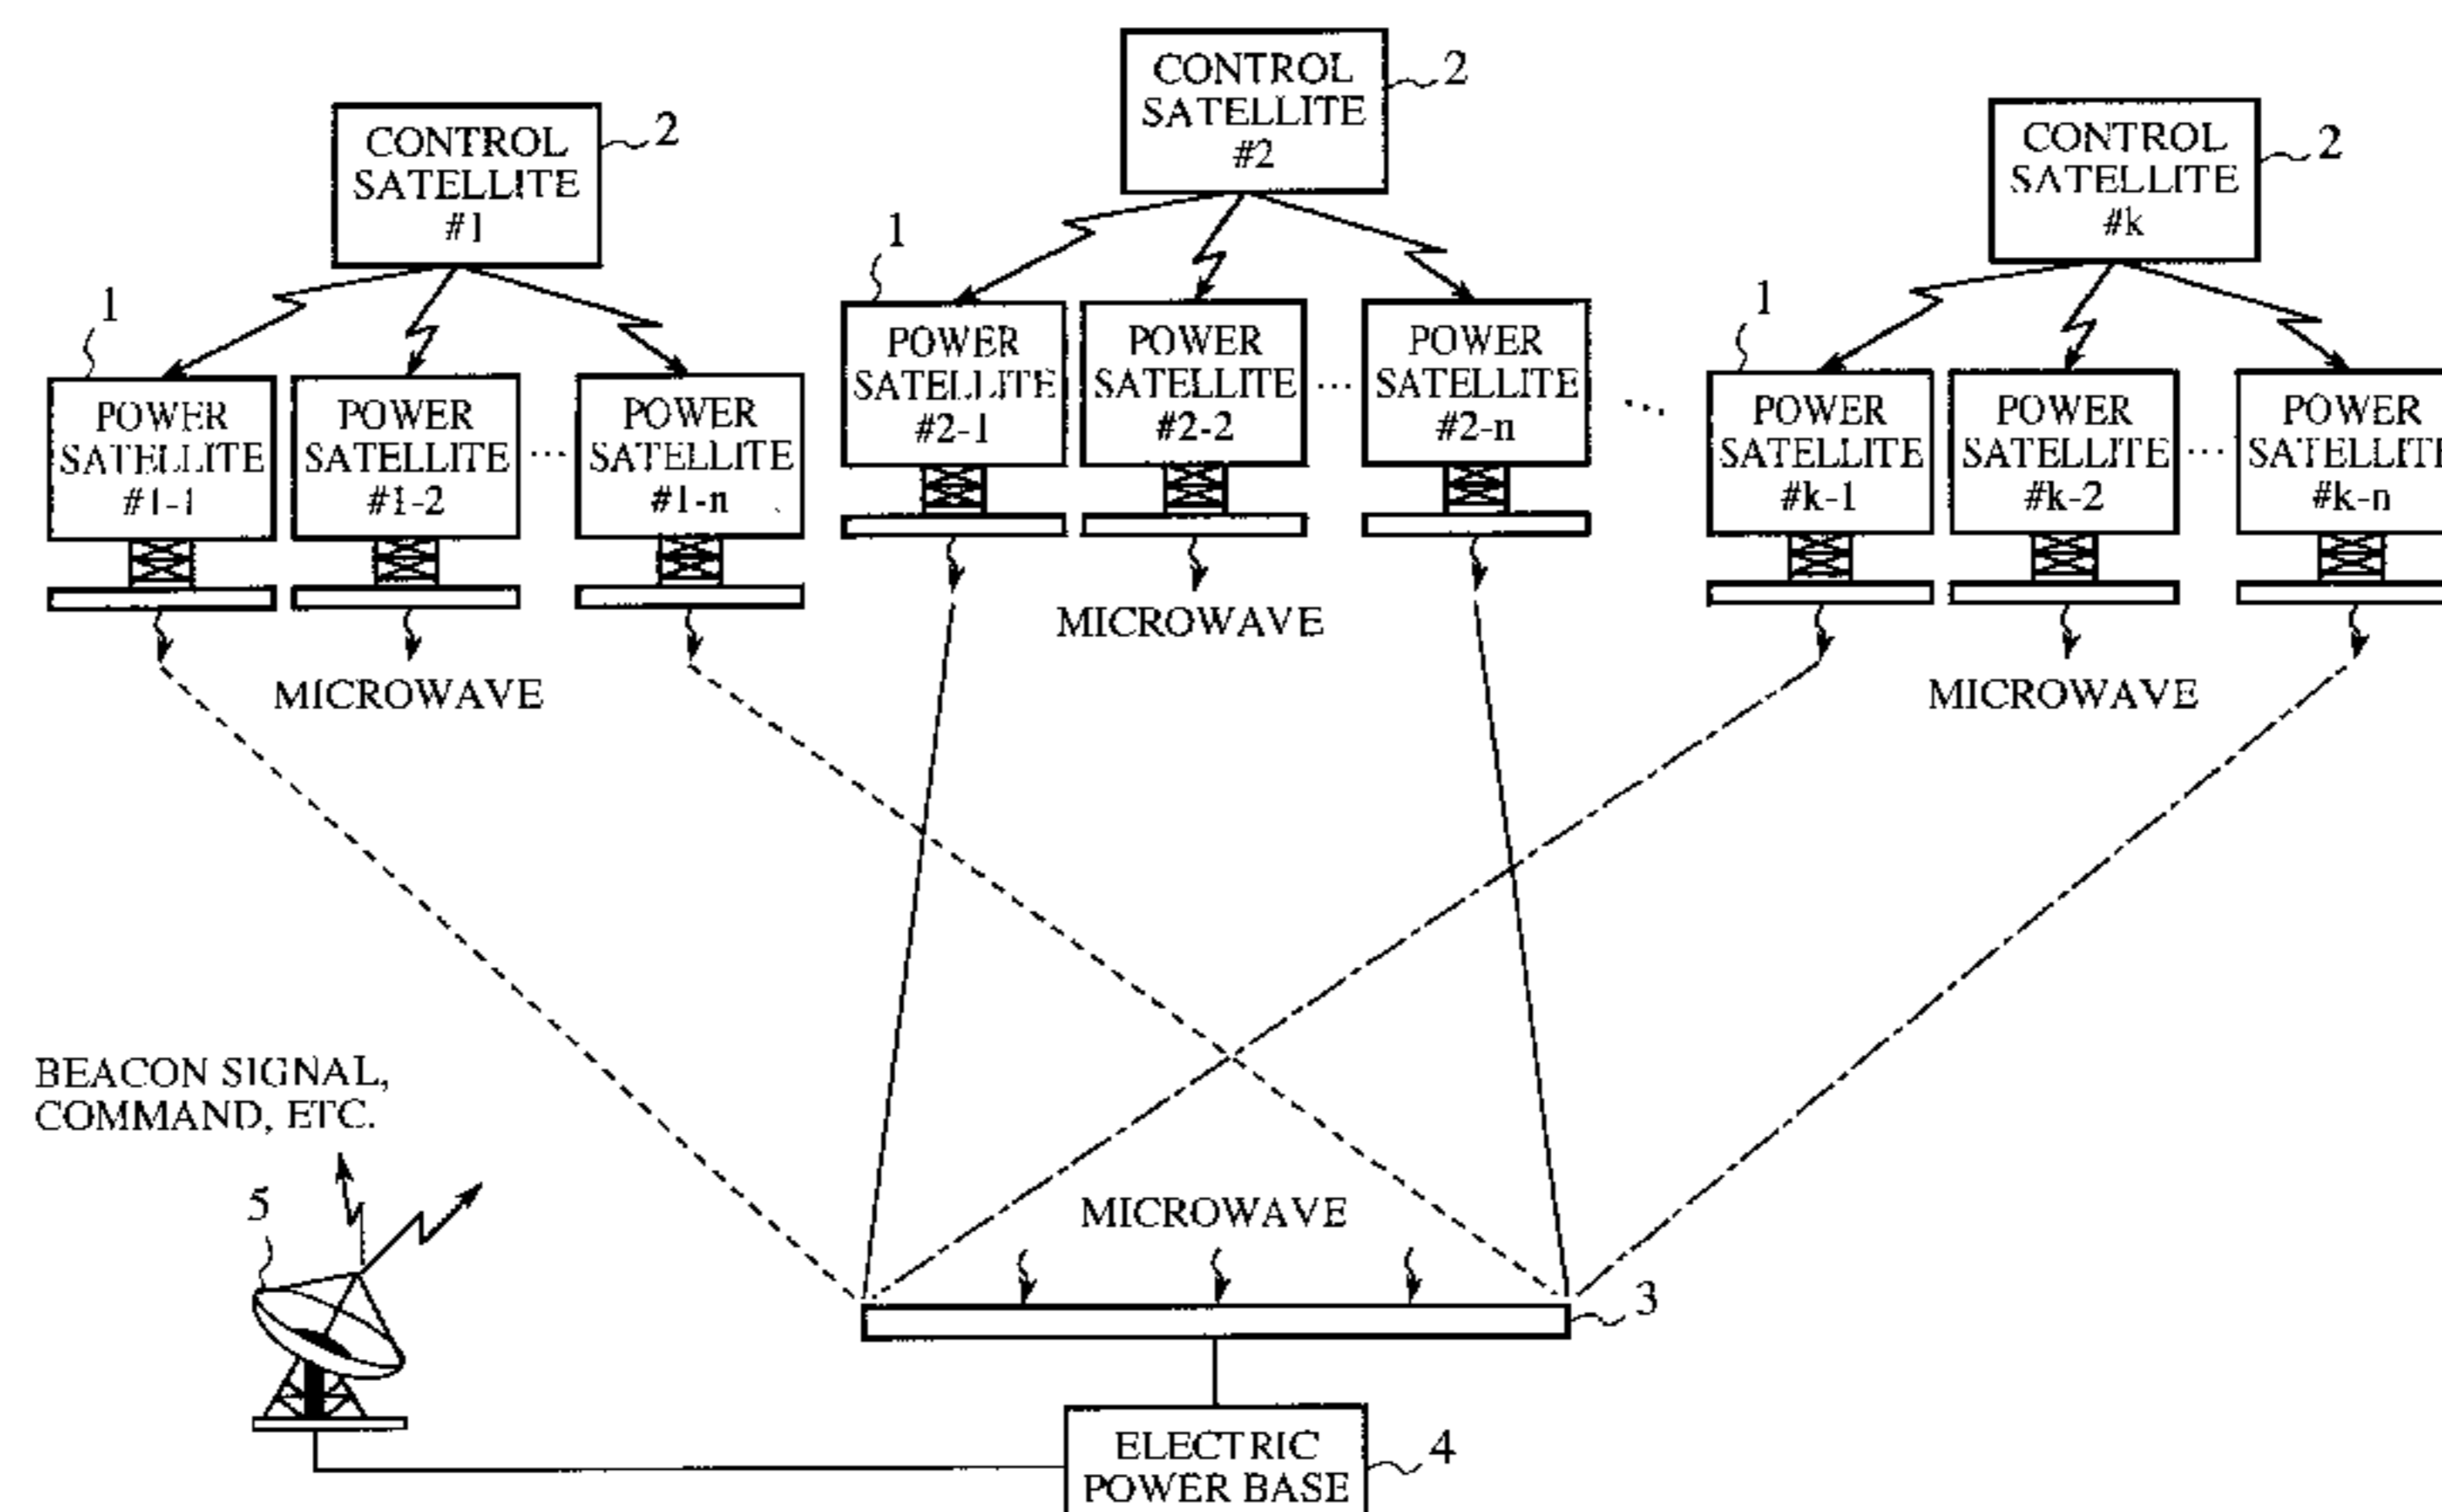 CONTROL
SATELLITE
#1
2
CONTROL
SATELLITE
#2
2
CONTROL
SATELLITE
#k
2
1
POWER
SATELLITE
#1-1
POWER
SATELLITE
#1-2
...
POWER
SATELLITE
#1-n
1
POWER
SATELLITE
#2-1
POWER
SATELLITE
#2-2
...
POWER
SATELLITE
#2-n
...
1
POWER
SATELLITE
#k-1
POWER
SATELLITE
#k-2
...
POWER
SATELLITE
#k-n
MICROWAVE
MICROWAVE
MICROWAVE
BEACON SIGNAL,
COMMAND, ETC.
5
MICROWAVE
3
ELECTRIC
POWER BASE
4